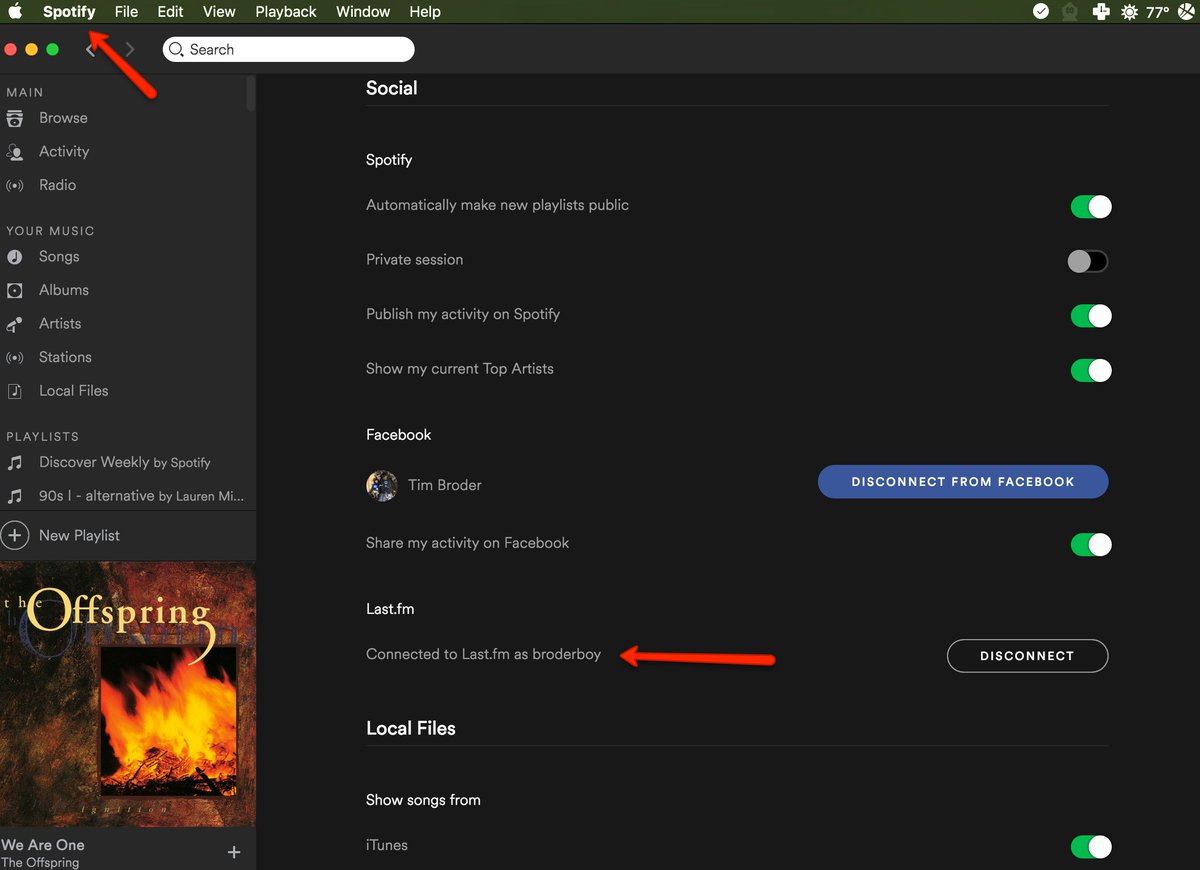 Spotify File Edit View Playback Window Help 77°
Search
MAIN
Browse
Activity
Radio
YOUR MUSIC
Songs
Albums
Artists
Stations
Local Files
PLAYLISTS
Discover Weekly by Spotify
90s I - alternative by Lauren Mi...
New Playlist
the Offspring
ignition
We Are One
The Offspring
Social
Spotify
Automatically make new playlists public
Private session
Publish my activity on Spotify
Show my current Top Artists
Facebook
Tim Broder DISCONNECT FROM FACEBOOK
Share my activity on Facebook
Last.fm
Connected to Last.fm as broderboy DISCONNECT
Local Files
Show songs from
iTunes